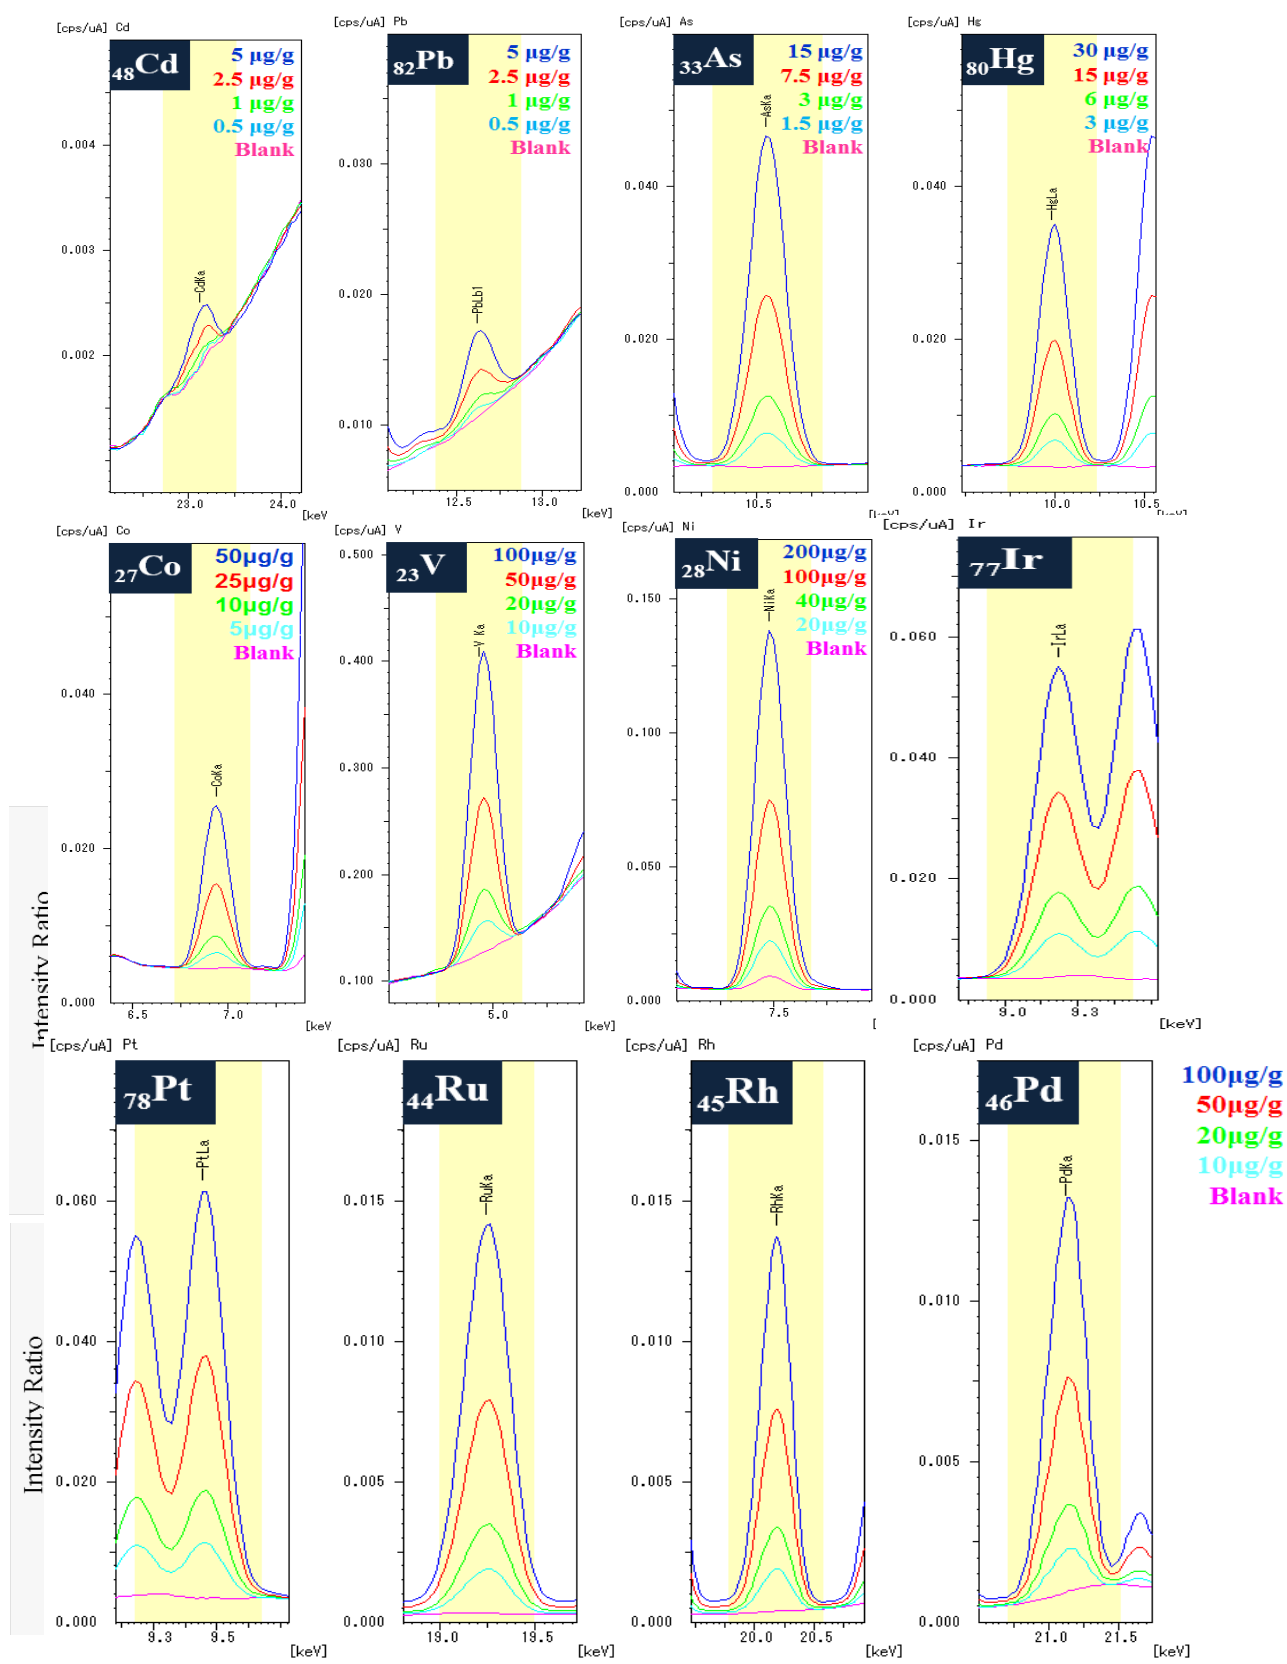 [cps/uA] Cd
48Cd
5 µg/g
2.5 µg/g
1 µg/g
0.5 µg/g
Blank
0.004
0.003
0.002
CdKa
23.0 24.0
[keV
[cps/uA] Pb
82Pb
5 µg/g
2.5 µg/g
1 µg/g
0.5 µg/g
Blank
0.030
0.020
0.010
PbLb1
12.5 13.0
[keV]
[cps/uA] As
33As
15 µg/g
7.5 µg/g
3 µg/g
1.5 µg/g
Blank
0.040
0.020
0.000
AsKa
10.5
[cps/uA] Hg
80Hg
30 µg/g
15 µg/g
6 µg/g
3 µg/g
Blank
0.040
0.020
0.000
HgLa
10.0 10.5
[cps/uA] Co
27Co
50µg/g
25µg/g
10µg/g
5µg/g
Blank
0.040
0.020
0.000
CoKa
6.5 7.0
[keV
[cps/uA] V
23V
100µg/g
50µg/g
20µg/g
10µg/g
Blank
0.500
0.400
0.300
0.200
0.100
V Ka
5.0
[keV]
[cps/uA] Ni
28Ni
200µg/g
100µg/g
40µg/g
20µg/g
Blank
0.150
0.100
0.050
0.000
NiKa
7.5
[
[cps/uA] Ir
77Ir
0.060
0.040
0.020
0.000
IrLa
9.0 9.3
[keV]
Intensity Ratio
[cps/uA] Pt
78Pt
0.060
0.040
0.020
0.000
PtLa
9.3 9.5
[keV]
[cps/uA] Ru
44Ru
0.015
0.010
0.005
0.000
RuKa
19.0 19.5
[keV]
[cps/uA] Rh
45Rh
0.015
0.010
0.005
0.000
RhKa
20.0 20.5
[keV]
[cps/uA] Pd
46Pd
0.015
0.010
0.005
0.000
PdKa
21.0 21.5
[keV]
100µg/g
50µg/g
20µg/g
10µg/g
Blank
Intensity Ratio